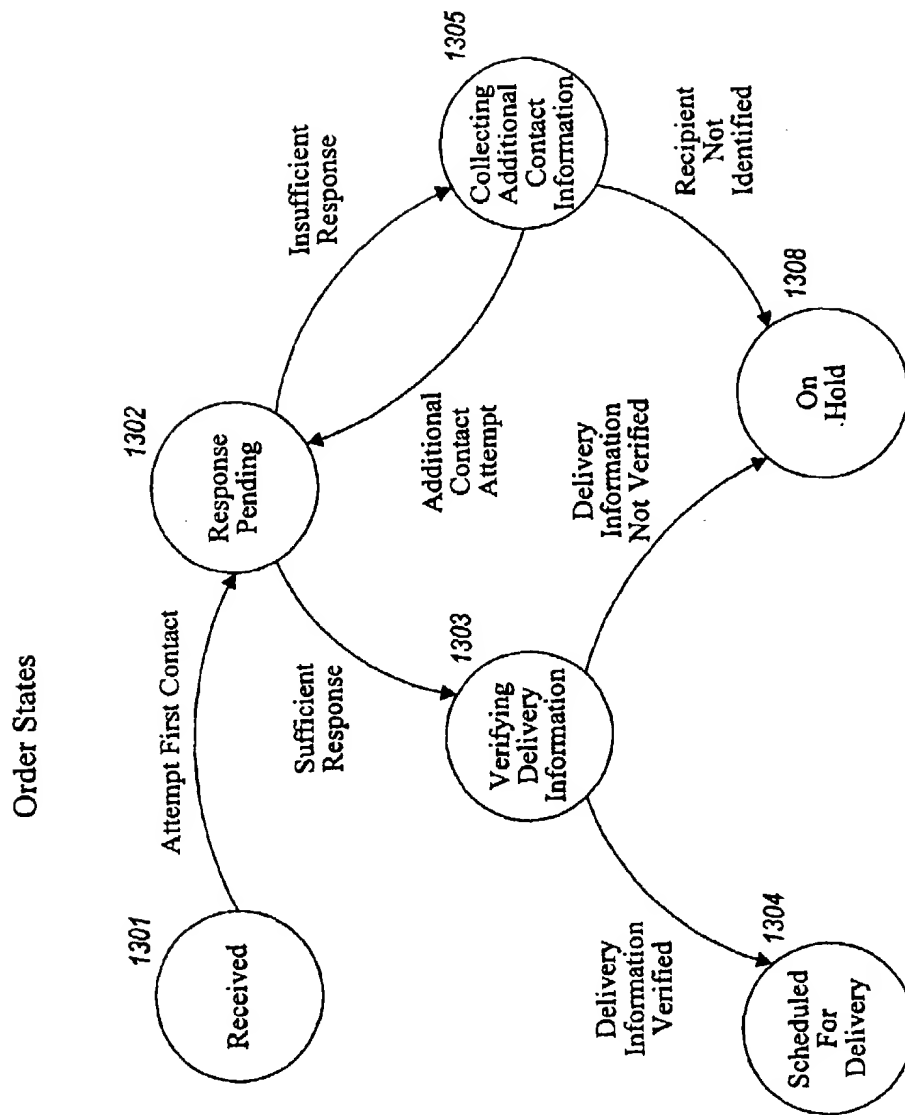 Order States
1301
Received
Attempt First Contact
1302
Response
Pending
Insufficient
Response
1305
Collecting
Additional
Contact
Information
Sufficient
Response
Additional
Contact
Attempt
1303
Verifying
Delivery
Information
Delivery
Information
Not Verified
Recipient
Not
Identified
Delivery
Information
Verified
1304
Scheduled
For
Delivery
1308
On
.Hold